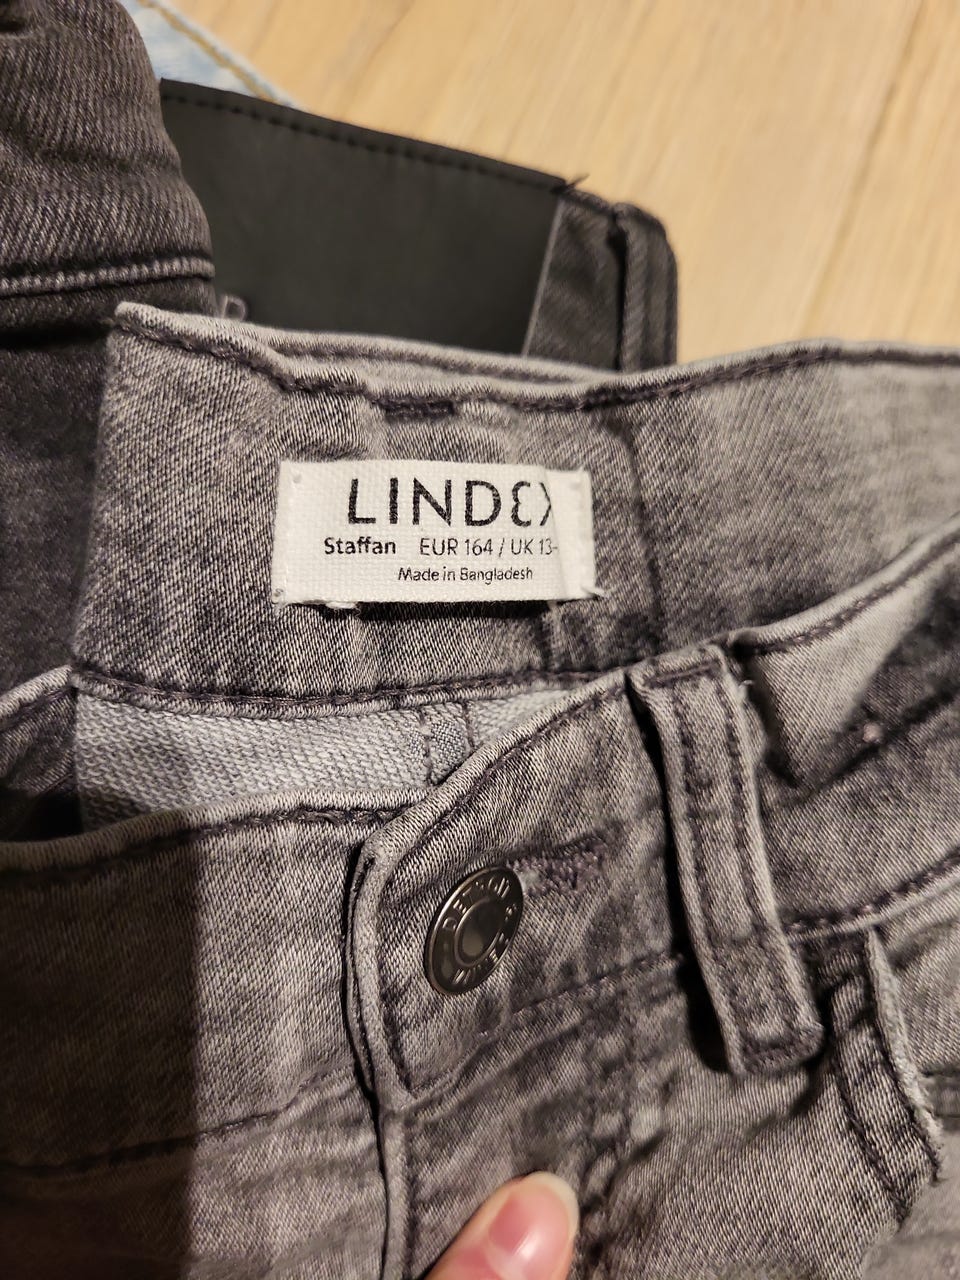 LINDEX
Staffan EUR 164 / UK 13-
Made in Bangladesh